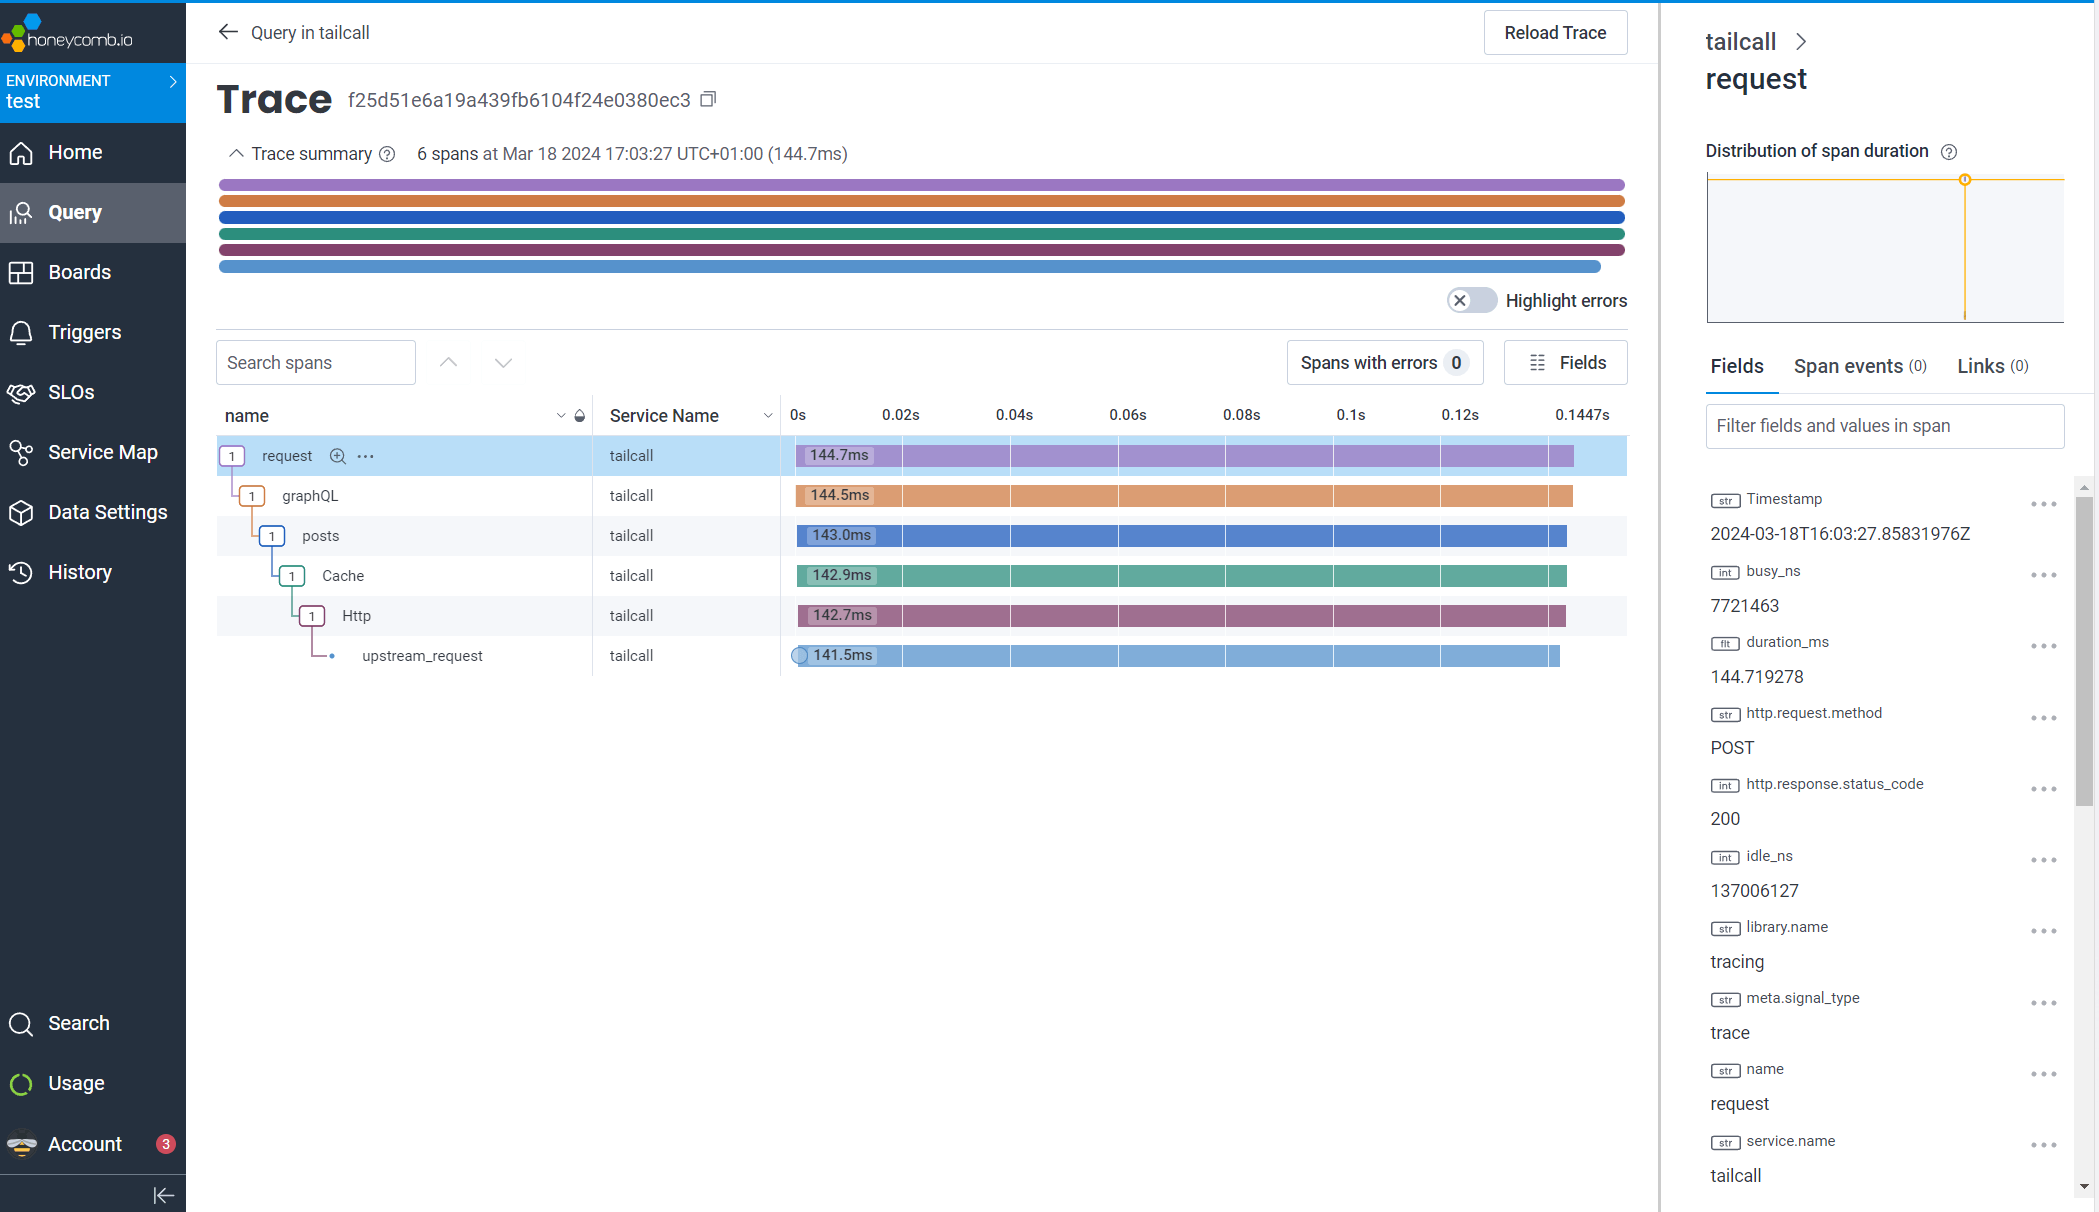 honeycomb.io
ENVIRONMENT
test
Home
Query
Boards
Triggers
SLOs
Service Map
Data Settings
History
Search
Usage
Account 3
Query in tailcall
Reload Trace
Trace f25d51e6a19a439fb6104f24e0380ec3
Trace summary 6 spans at Mar 18 2024 17:03:27 UTC+01:00 (144.7ms)
Highlight errors
Search spans
Spans with errors 0
Fields
name Service Name 0s 0.02s 0.04s 0.06s 0.08s 0.1s 0.12s 0.1447s
1 request tailcall 144.7ms
1 graphQL tailcall 144.5ms
1 posts tailcall 143.0ms
1 Cache tailcall 142.9ms
1 Http tailcall 142.7ms
upstream_request tailcall 141.5ms
tailcall
request
Distribution of span duration
Fields Span events (0) Links (0)
Filter fields and values in span
str Timestamp
2024-03-18T16:03:27.85831976Z
int busy_ns
7721463
flt duration_ms
144.719278
str http.request.method
POST
int http.response.status_code
200
int idle_ns
137006127
str library.name
tracing
str meta.signal_type
trace
str name
request
str service.name
tailcall